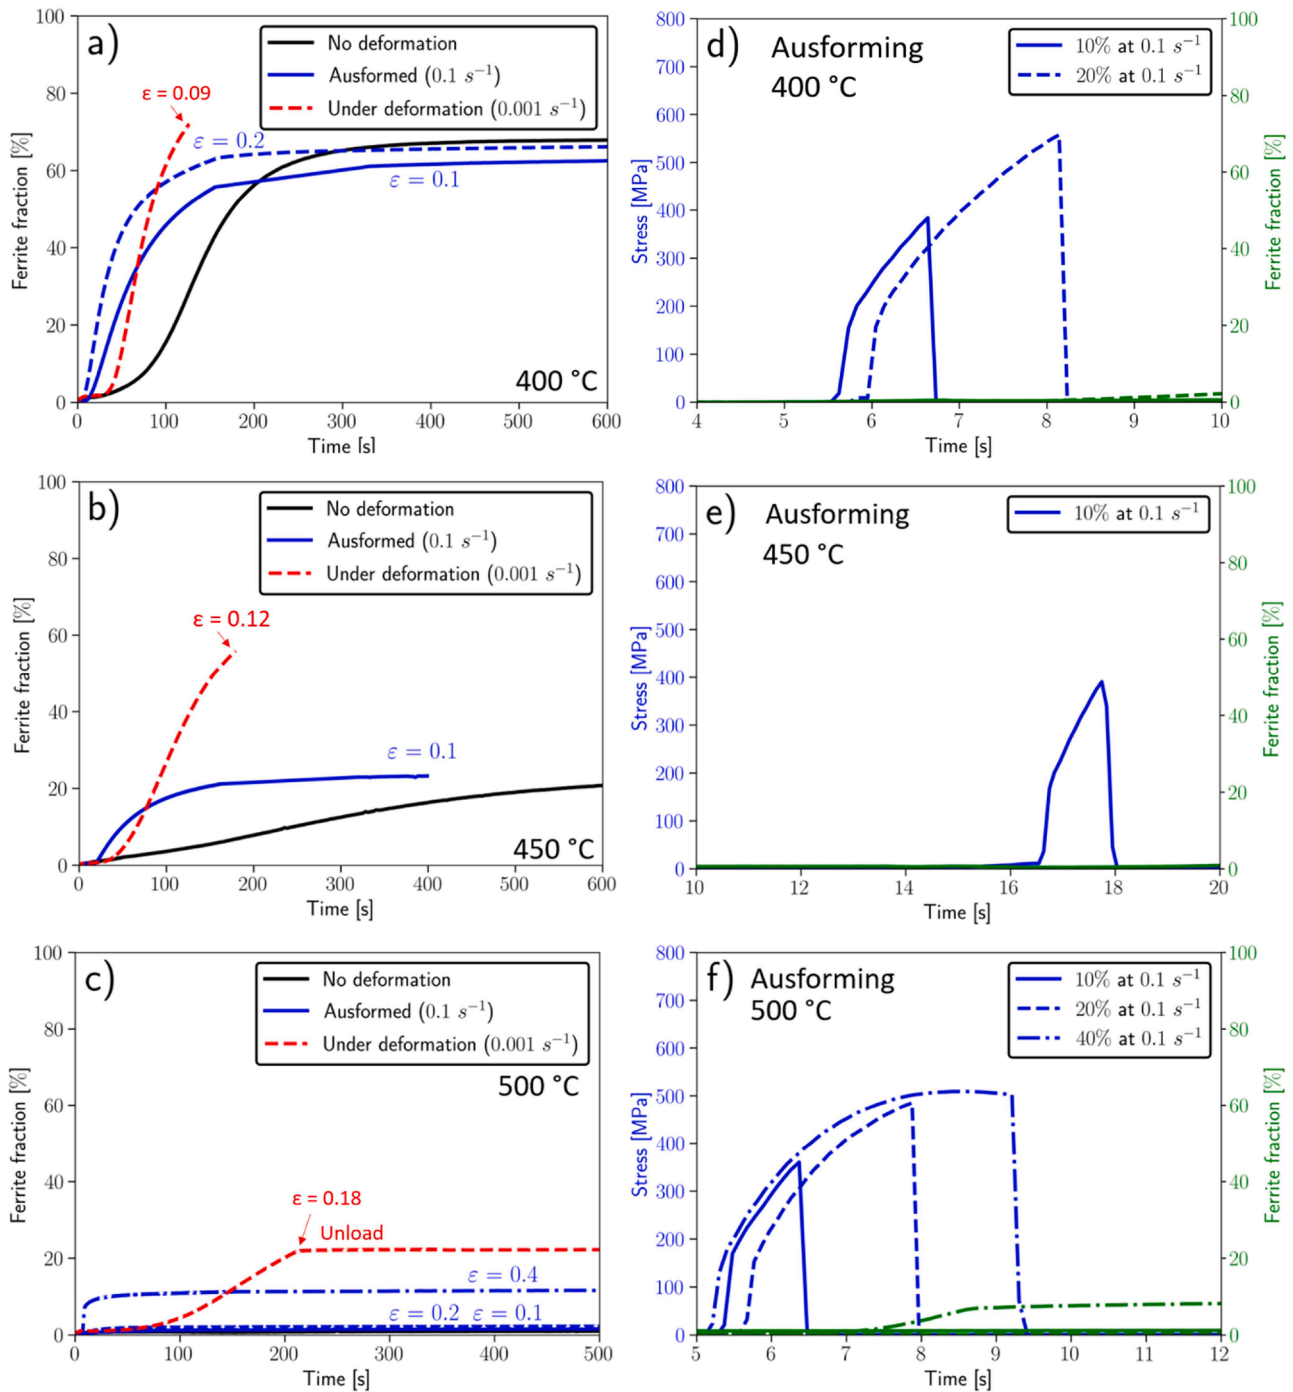 a)
100
80
60
40
20
0
Ferrite fraction [%]
No deformation
Ausformed (0.1 s⁻¹)
Under deformation (0.001 s⁻¹)
ε = 0.09
ε = 0.2
ε = 0.1
400 °C
0 100 200 300 400 500 600
Time [s]
d)
Ausforming
400 °C
10% at 0.1 s⁻¹
20% at 0.1 s⁻¹
800
700
600
500
400
300
200
100
0
Stress [MPa]
100
80
60
40
20
0
Ferrite fraction [%]
4 5 6 7 8 9 10
Time [s]
b)
100
80
60
40
20
0
Ferrite fraction [%]
No deformation
Ausformed (0.1 s⁻¹)
Under deformation (0.001 s⁻¹)
ε = 0.12
ε = 0.1
450 °C
0 100 200 300 400 500 600
Time [s]
e)
Ausforming
450 °C
10% at 0.1 s⁻¹
800
700
600
500
400
300
200
100
0
Stress [MPa]
100
80
60
40
20
0
Ferrite fraction [%]
10 12 14 16 18 20
Time [s]
c)
100
80
60
40
20
0
Ferrite fraction [%]
No deformation
Ausformed (0.1 s⁻¹)
Under deformation (0.001 s⁻¹)
500 °C
ε = 0.18
Unload
ε = 0.4
ε = 0.2 ε = 0.1
0 100 200 300 400 500
Time [s]
f)
Ausforming
500 °C
10% at 0.1 s⁻¹
20% at 0.1 s⁻¹
40% at 0.1 s⁻¹
800
700
600
500
400
300
200
100
0
Stress [MPa]
100
80
60
40
20
0
Ferrite fraction [%]
5 6 7 8 9 10 11 12
Time [s]